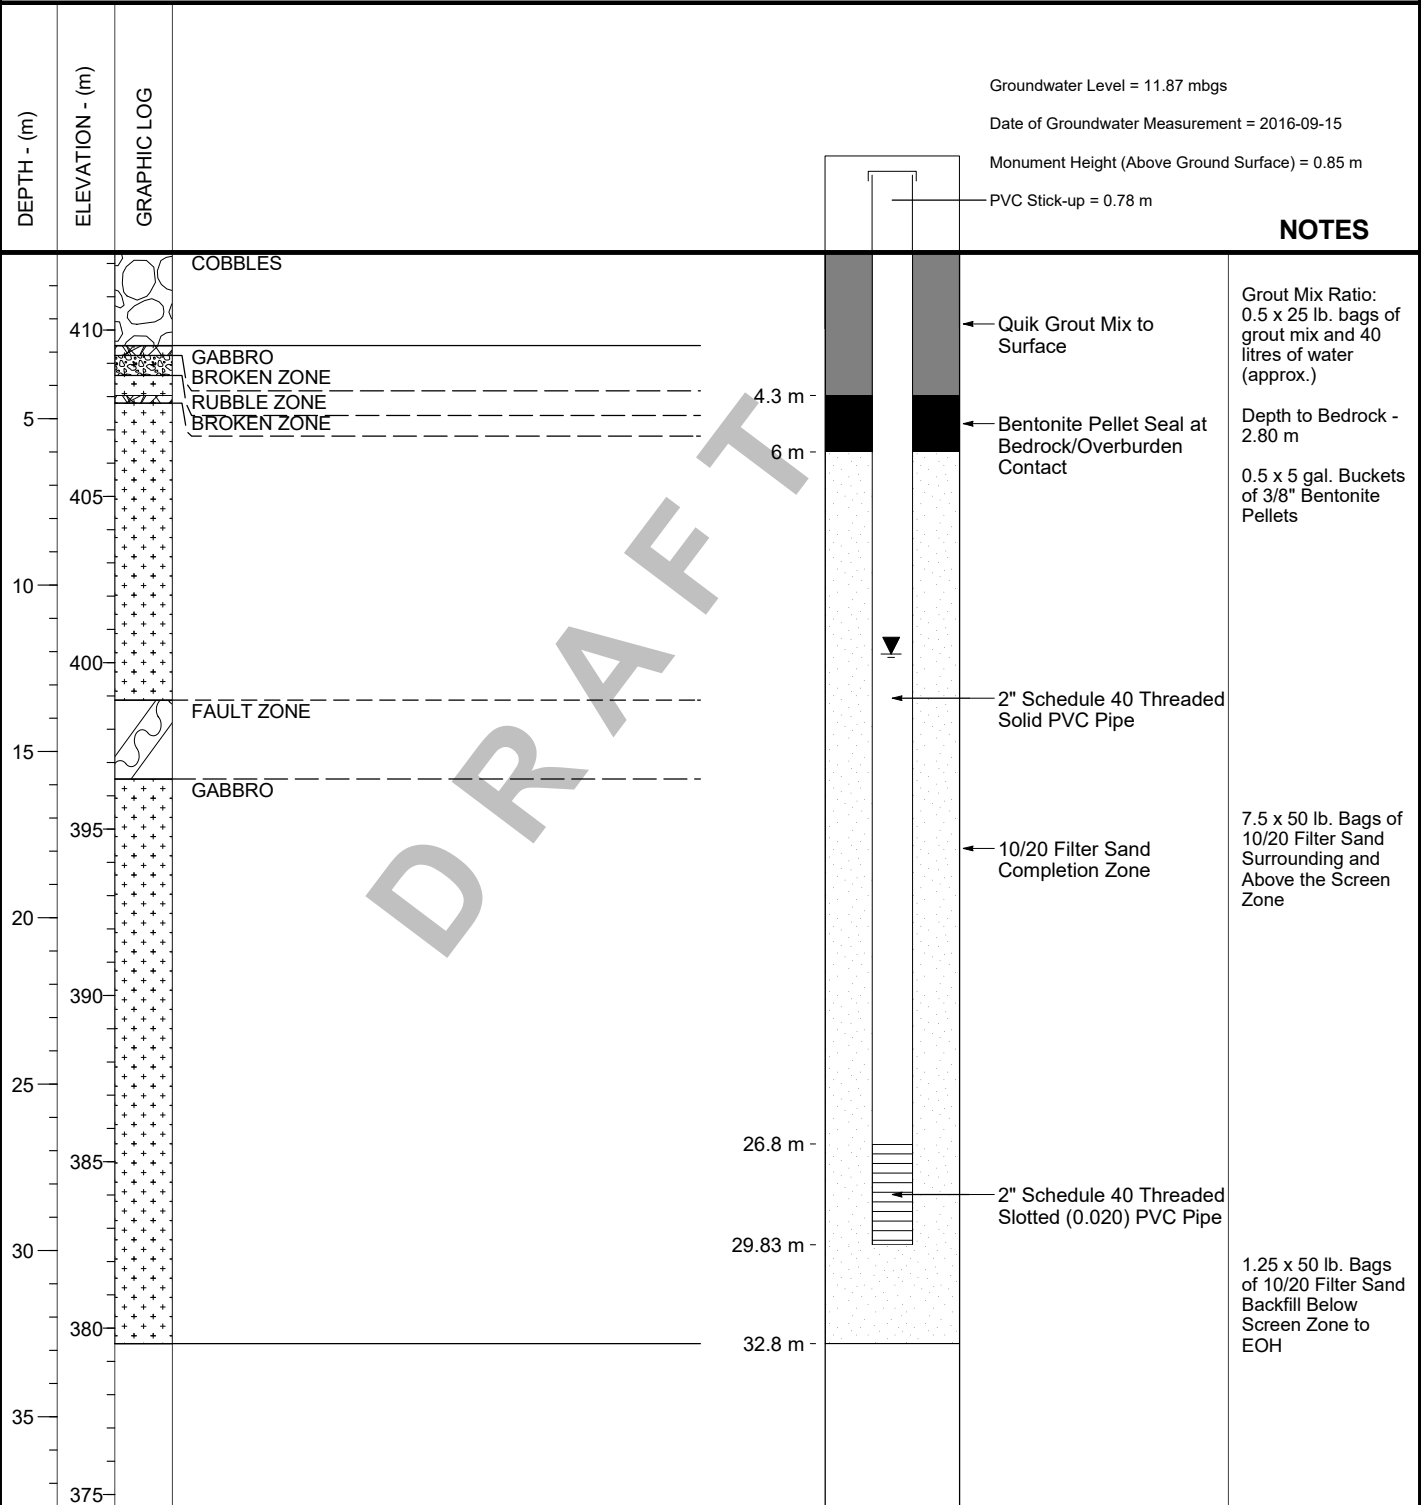 DEPTH - (m)
ELEVATION - (m)
GRAPHIC LOG
Groundwater Level = 11.87 mbgs
Date of Groundwater Measurement = 2016-09-15
Monument Height (Above Ground Surface) = 0.85 m
PVC Stick-up = 0.78 m
NOTES
5
10
15
20
25
30
35
410
405
400
395
390
385
380
375
COBBLES
GABBRO
BROKEN ZONE
RUBBLE ZONE
BROKEN ZONE
FAULT ZONE
GABBRO
DRAFT
4.3 m
6 m
26.8 m
29.83 m
32.8 m
Quik Grout Mix to
Surface
Bentonite Pellet Seal at
Bedrock/Overburden
Contact
2" Schedule 40 Threaded
Solid PVC Pipe
10/20 Filter Sand
Completion Zone
2" Schedule 40 Threaded
Slotted (0.020) PVC Pipe
Grout Mix Ratio:
0.5 x 25 lb. bags of
grout mix and 40
litres of water
(approx.)
Depth to Bedrock -
2.80 m
0.5 x 5 gal. Buckets
of 3/8" Bentonite
Pellets
7.5 x 50 lb. Bags of
10/20 Filter Sand
Surrounding and
Above the Screen
Zone
1.25 x 50 lb. Bags
of 10/20 Filter Sand
Backfill Below
Screen Zone to
EOH